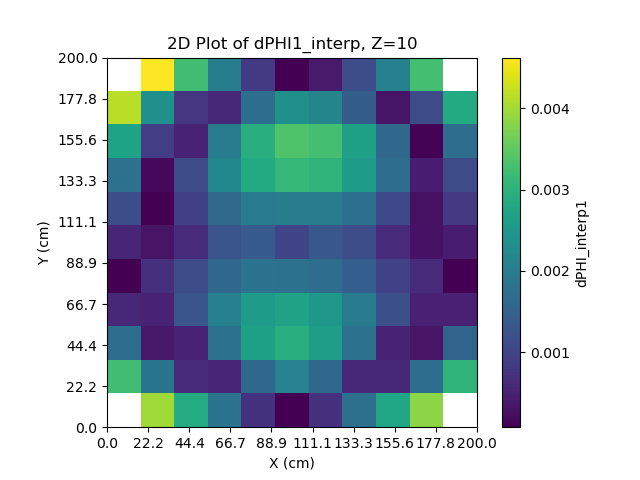 2D Plot of dPHI1_interp, Z=10
200.0
177.8
155.6
133.3
111.1
88.9
66.7
44.4
22.2
0.0
Y (cm)
0.0 22.2 44.4 66.7 88.9 111.1 133.3 155.6 177.8 200.0
X (cm)
0.004
0.003
0.002
0.001
dPHI_interp1